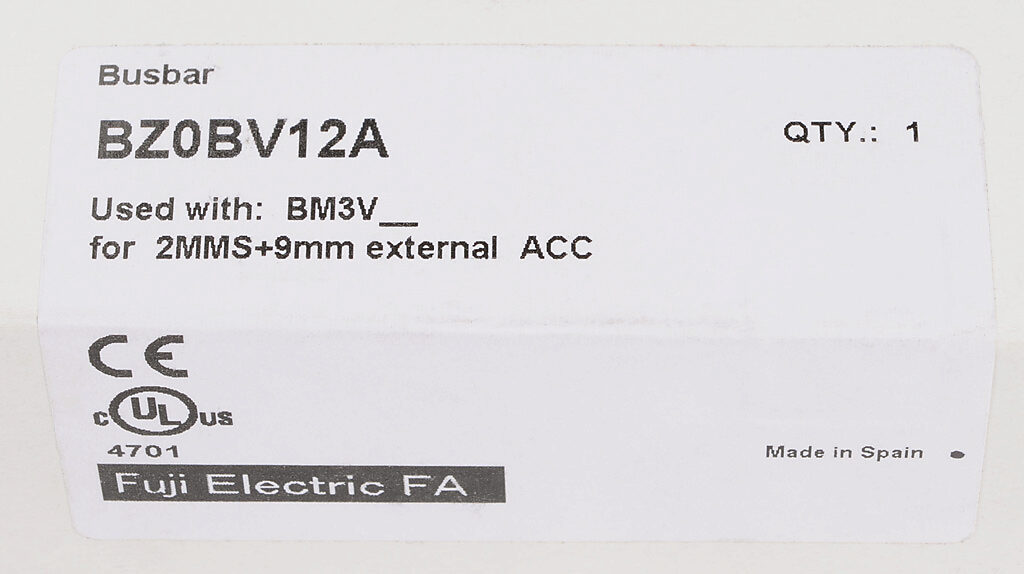 Busbar
BZ0BV12A
QTY.: 1
Used with: BM3V__
for 2MMS+9mm external ACC
CE
c UL us
4701
Made in Spain
Fuji Electric FA